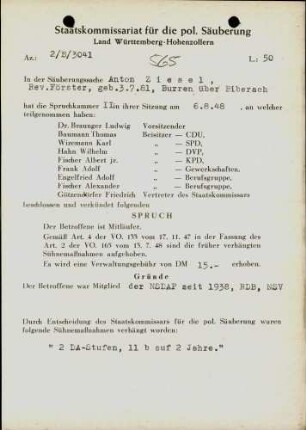 Staatskommissariat für die pol. Säuberung
Land Württemberg-Hohenzollern
Az.: 2/B/3041 565 L.: 50
In der Säuberungssache Anton Ziesel,
Rev.Förster, geb.3.7.81, Burren über Biberach
hat die Spruchkammer II in ihrer Sitzung am 6.8.48 , an welcher
teilgenommen haben:
Dr. Braunger Ludwig Vorsitzender
Baumann Thomas Beisitzer — CDU,
Wizemann Karl „ — SPD,
Hahn Wilhelm „ — DVP,
Fischer Albert jr. „ — KPD,
Frank Adolf „ — Gewerkschaften,
Engelfried Adolf „ — Berufsgruppe,
Fischer Alexander „ — Berufsgruppe,
Götzendörfer Friedrich Vertreter des Staatskommissars
beschlossen und verkündet folgenden
SPRUCH
Der Betroffene ist Mitläufer.
Gemäß Art. 4 der VO. 133 vom 17. 11. 47 in der Fassung des
Art. 2 der VO. 165 vom 13. 7. 48 sind die früher verhängten
Sühnemaßnahmen aufgehoben.
Es wird eine Verwaltungsgebühr von DM 15.- erhoben.
Gründe
Der Betroffene war Mitglied der NSDAP seit 1938, RDB, NSV
Durch Entscheidung des Staatskommissars für die pol. Säuberung waren
folgende Sühnemaßnahmen verhängt worden:
" 2 DA-Stufen, 11 b auf 2 Jahre."